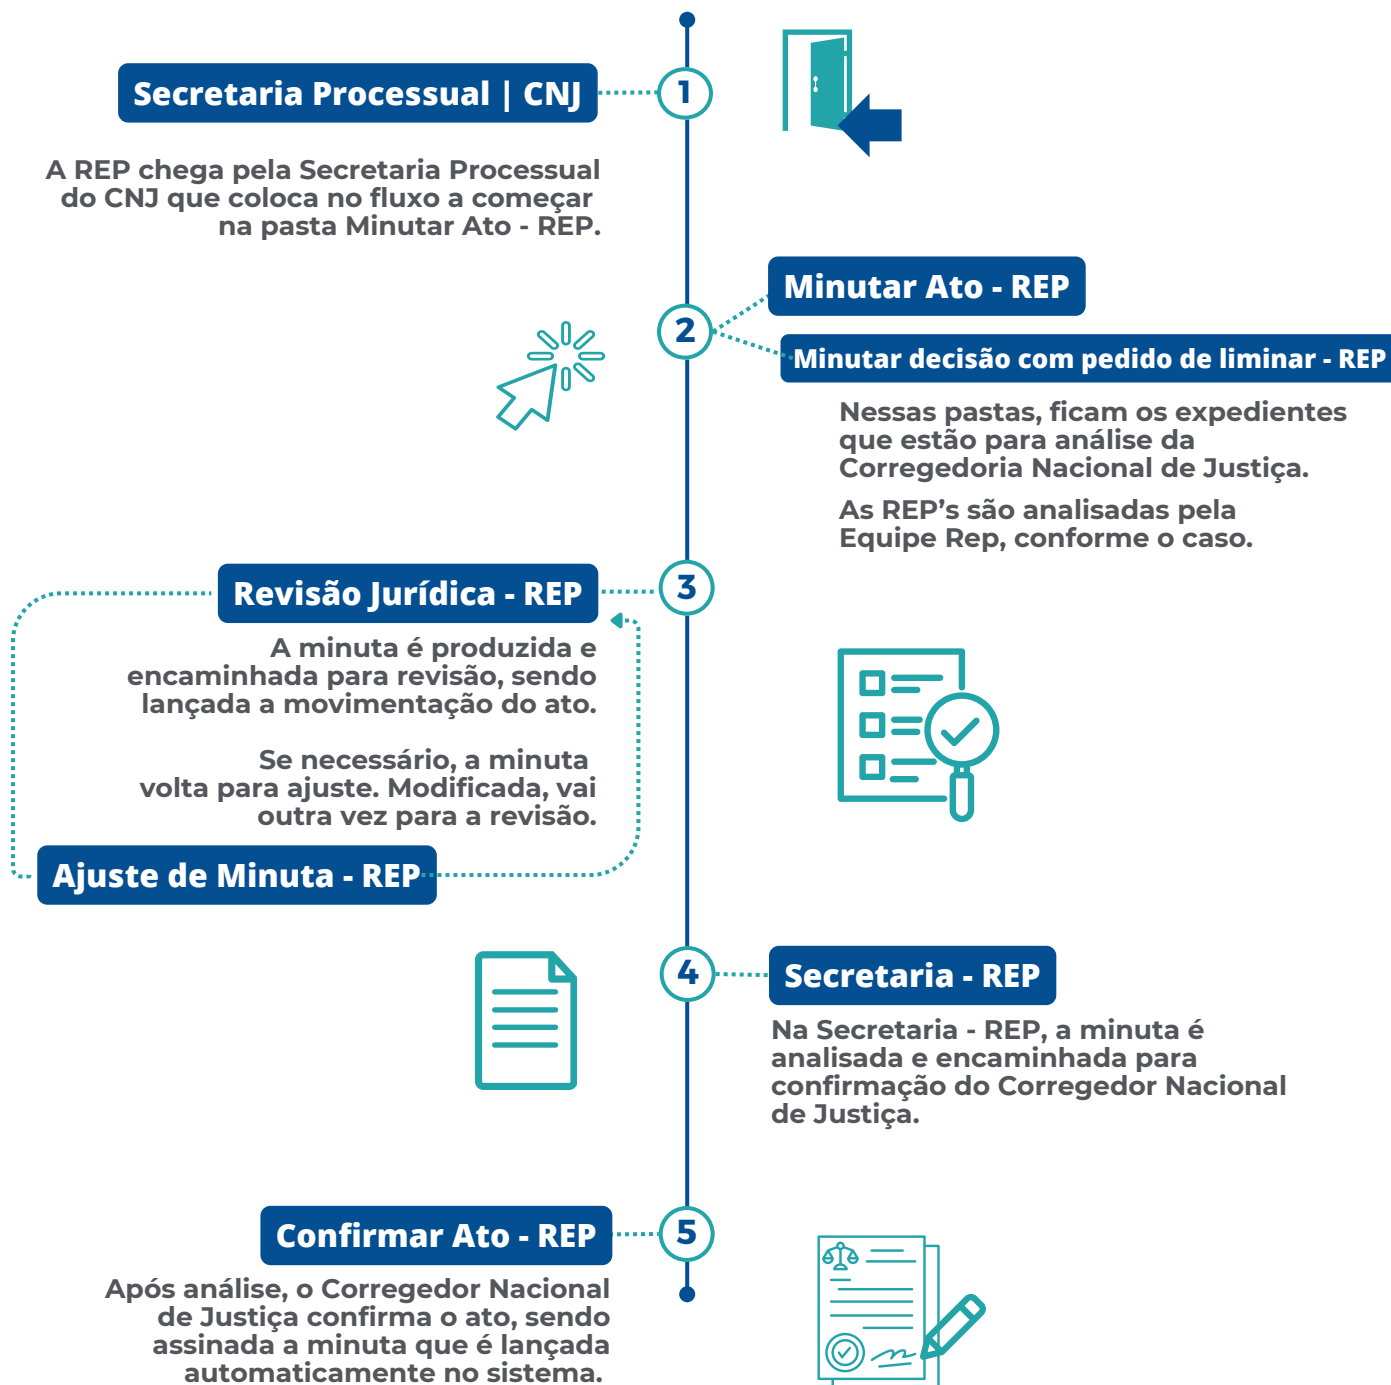 1
Secretaria Processual | CNJ
A REP chega pela Secretaria Processual
do CNJ que coloca no fluxo a começar
na pasta Minutar Ato - REP.
2
Minutar Ato - REP
Minutar decisão com pedido de liminar - REP
Nessas pastas, ficam os expedientes
que estão para análise da
Corregedoria Nacional de Justiça.
As REP’s são analisadas pela
Equipe Rep, conforme o caso.
3
Revisão Jurídica - REP
A minuta é produzida e
encaminhada para revisão, sendo
lançada a movimentação do ato.
Se necessário, a minuta
volta para ajuste. Modificada, vai
outra vez para a revisão.
Ajuste de Minuta - REP
4
Secretaria - REP
Na Secretaria - REP, a minuta é
analisada e encaminhada para
confirmação do Corregedor Nacional
de Justiça.
5
Confirmar Ato - REP
Após análise, o Corregedor Nacional
de Justiça confirma o ato, sendo
assinada a minuta que é lançada
automaticamente no sistema.